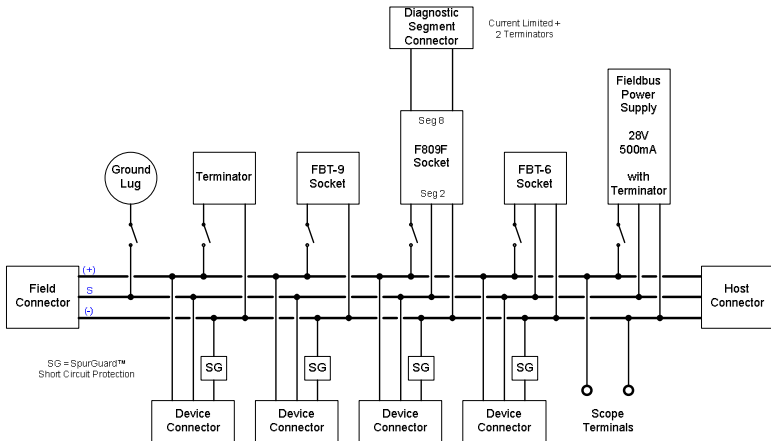 Diagnostic
Segment
Connector
Current Limited +
2 Terminators
Fieldbus
Power
Supply
28V
500mA
with
Terminator
Seg 8
F809F
Socket
Seg 2
Ground
Lug
Terminator
FBT-9
Socket
FBT-6
Socket
Field
Connector
(+)
S
(-)
Host
Connector
SG = SpurGuard™
Short Circuit Protection
SG
SG
SG
SG
Device
Connector
Device
Connector
Device
Connector
Device
Connector
Scope
Terminals